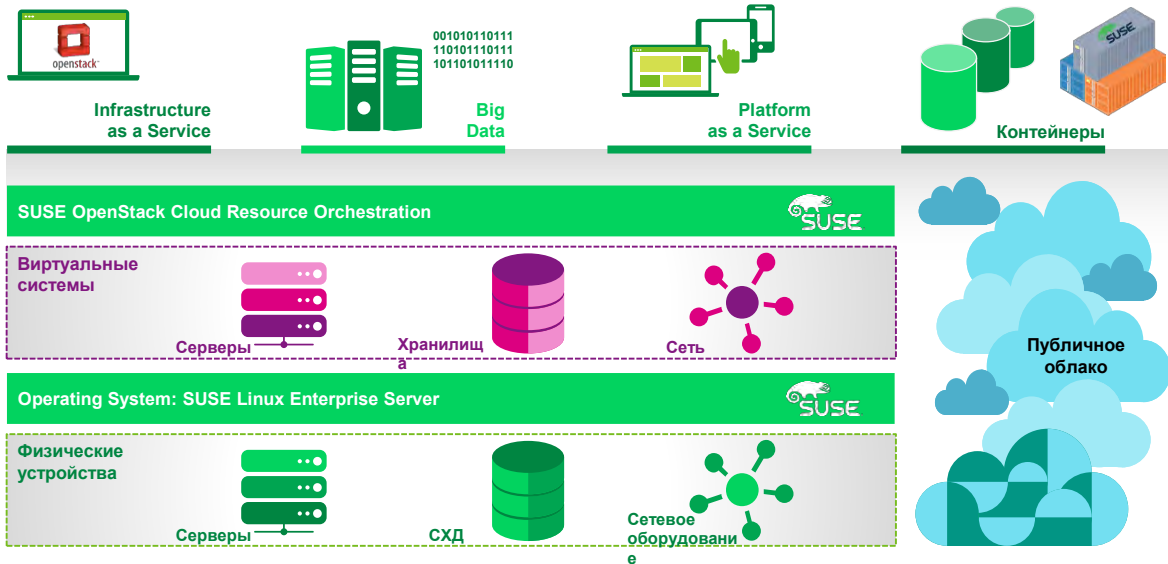 openstack
001010110111
110101110111
101101011110
SUSE
Infrastructure
as a Service
Big
Data
Platform
as a Service
Контейнеры
SUSE OpenStack Cloud Resource Orchestration
SUSE
Виртуальные
системы
Серверы
Хранилищ
а
Сеть
Публичное
облако
Operating System: SUSE Linux Enterprise Server
SUSE
Физические
устройства
Серверы
СХД
Сетевое
оборудовани
е